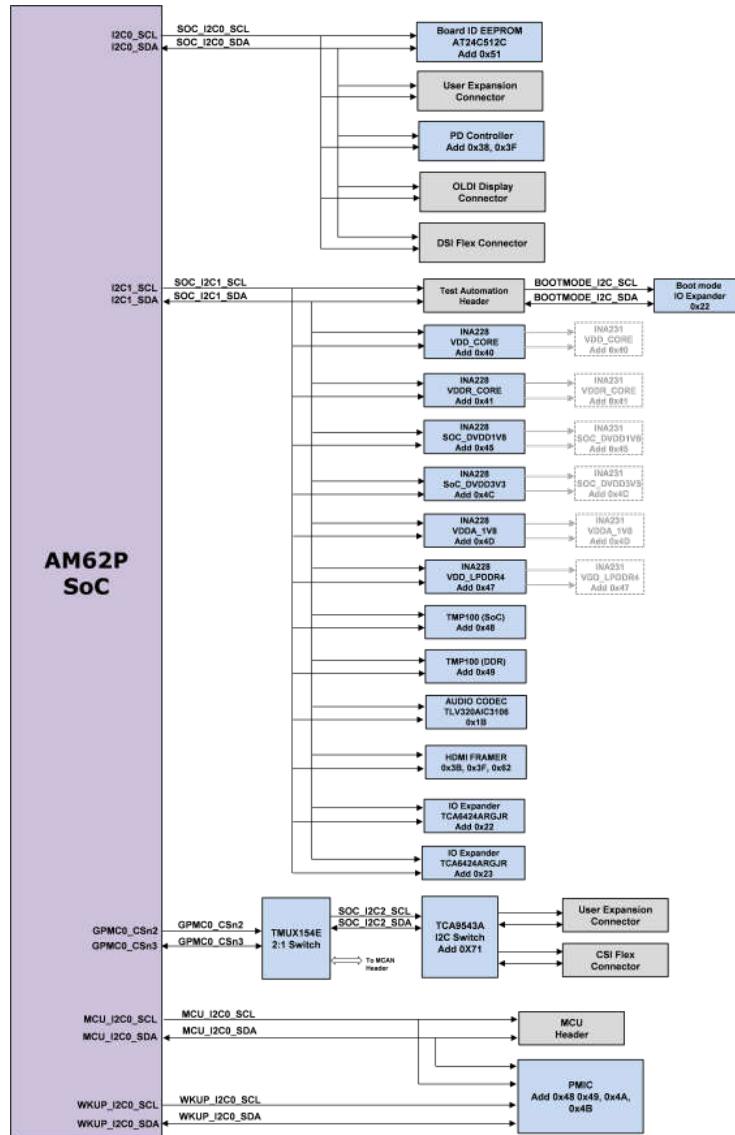 AM62P
SoC
I2C0_SCL
I2C0_SDA
SOC_I2C0_SCL
SOC_I2C0_SDA
Board ID EEPROM
AT24C512C
Add 0x51
User Expansion
Connector
PD Controller
Add 0x38, 0x3F
OLDI Display
Connector
DSI Flex Connector
I2C1_SCL
I2C1_SDA
SOC_I2C1_SCL
SOC_I2C1_SDA
Test Automation
Header
BOOTMODE_I2C_SCL
BOOTMODE_I2C_SDA
Boot mode
IO Expander
0x22
INA228
VDD_CORE
Add 0x40
INA231
VDD_CORE
Add 0x40
INA228
VDDR_CORE
Add 0x41
INA231
VDDR_CORE
Add 0x41
INA228
SOC_DVDD1V8
Add 0x45
INA231
SOC_DVDD1V8
Add 0x45
INA228
SoC_DVDD3V3
Add 0x4C
INA231
SOC_DVDD3V3
Add 0x4C
INA228
VDDA_1V8
Add 0x4D
INA231
VDDA_1V8
Add 0x4D
INA228
VDD_LPDDR4
Add 0x47
INA231
VDD_LPDDR4
Add 0x47
TMP100 (SoC)
Add 0x48
TMP100 (DDR)
Add 0x49
AUDIO CODEC
TLV320AIC3106
0x1B
HDMI FRAMER
0x3B, 0x3F, 0x62
IO Expander
TCA6424ARGJR
Add 0x22
IO Expander
TCA6424ARGJR
Add 0x23
GPMC0_CSn2
GPMC0_CSn3
GPMC0_CSn2
GPMC0_CSn3
TMUX154E
2:1 Switch
SOC_I2C2_SCL
SOC_I2C2_SDA
To MCAN
Header
TCA9543A
I2C Switch
Add 0X71
User Expansion
Connector
CSI Flex
Connector
MCU_I2C0_SCL
MCU_I2C0_SDA
MCU_I2C0_SCL
MCU_I2C0_SDA
MCU
Header
PMIC
Add 0x48 0x49, 0x4A,
0x4B
WKUP_I2C0_SCL
WKUP_I2C0_SDA
WKUP_I2C0_SCL
WKUP_I2C0_SDA